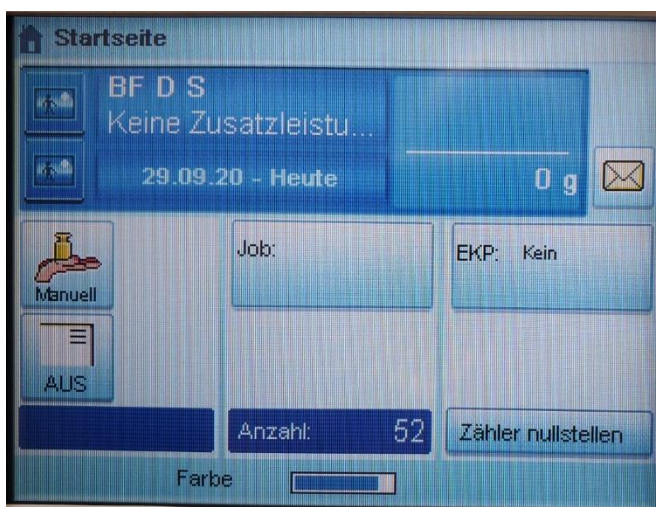 Startseite
BF D S
Keine Zusatzleistu...
29.09.20 - Heute
0 g
Manuell
Job:
EKP: Kein
AUS
Anzahl: 52
Zähler nullstellen
Farbe